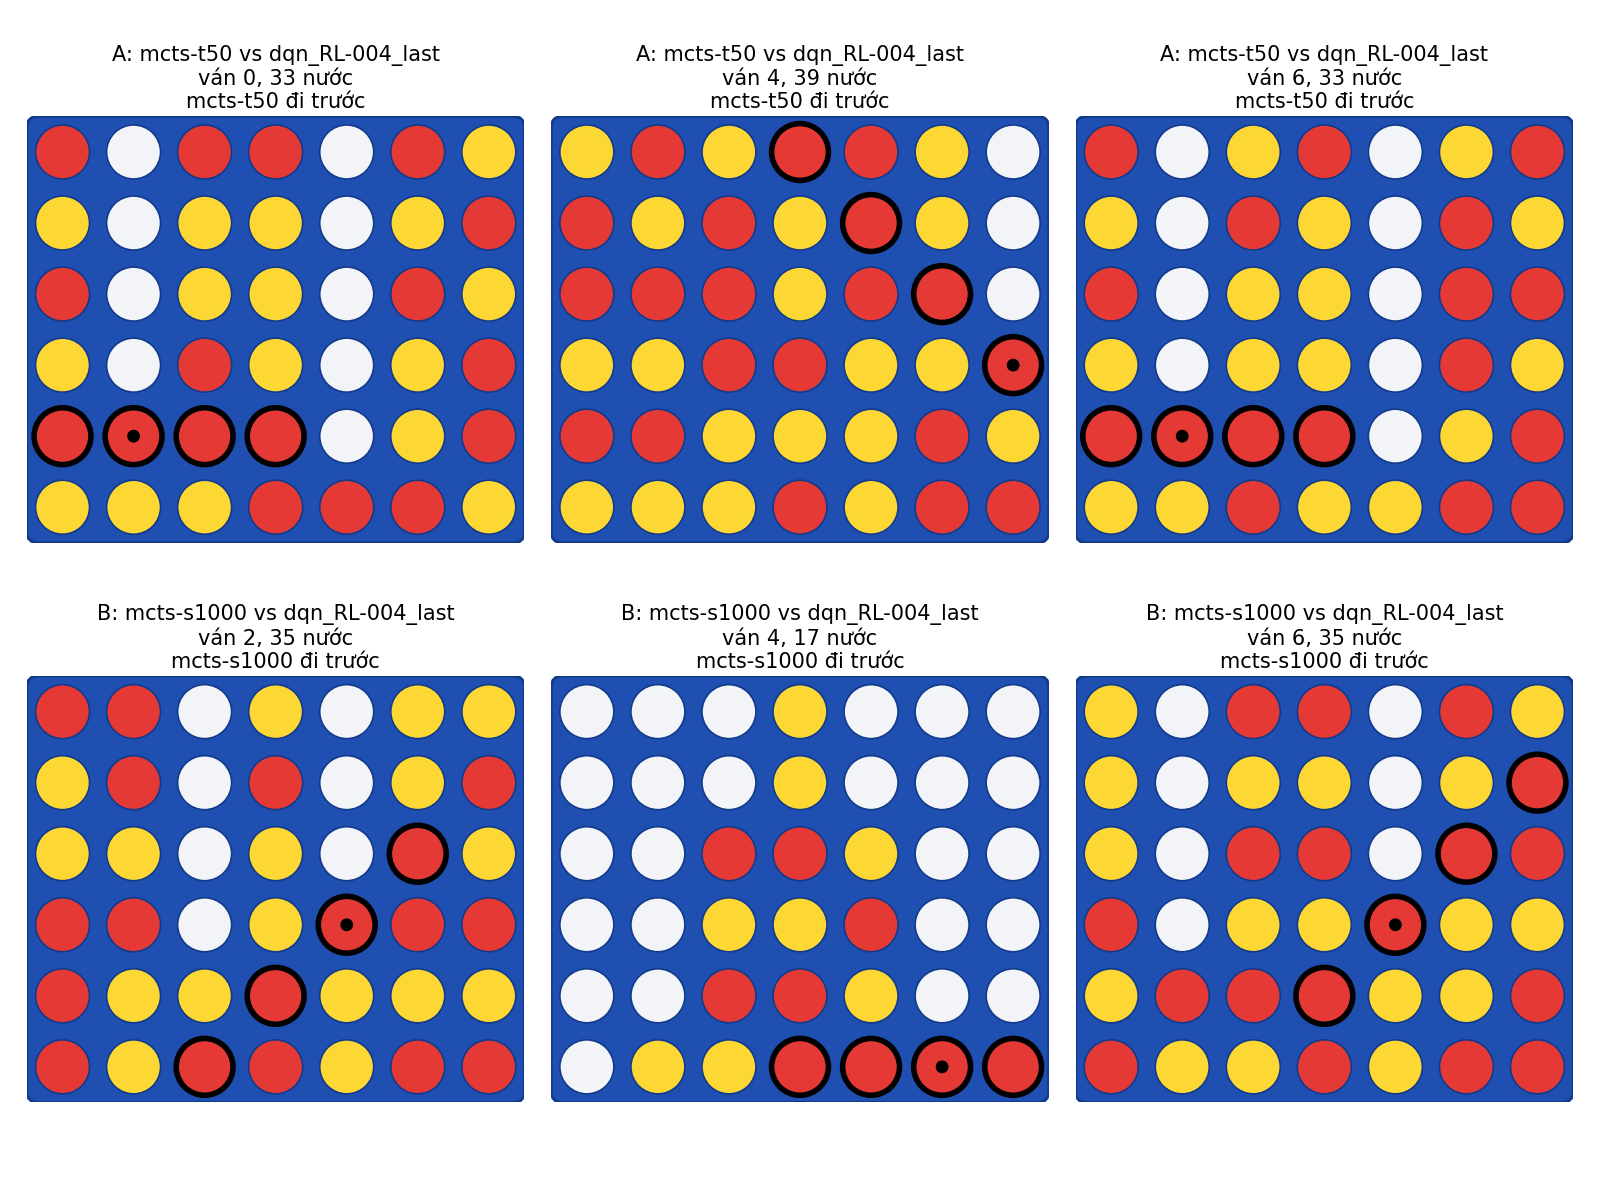 A: mcts-t50 vs dqn_RL-004_last
ván 0, 33 nước
mcts-t50 đi trước
A: mcts-t50 vs dqn_RL-004_last
ván 4, 39 nước
mcts-t50 đi trước
A: mcts-t50 vs dqn_RL-004_last
ván 6, 33 nước
mcts-t50 đi trước
B: mcts-s1000 vs dqn_RL-004_last
ván 2, 35 nước
mcts-s1000 đi trước
B: mcts-s1000 vs dqn_RL-004_last
ván 4, 17 nước
mcts-s1000 đi trước
B: mcts-s1000 vs dqn_RL-004_last
ván 6, 35 nước
mcts-s1000 đi trước